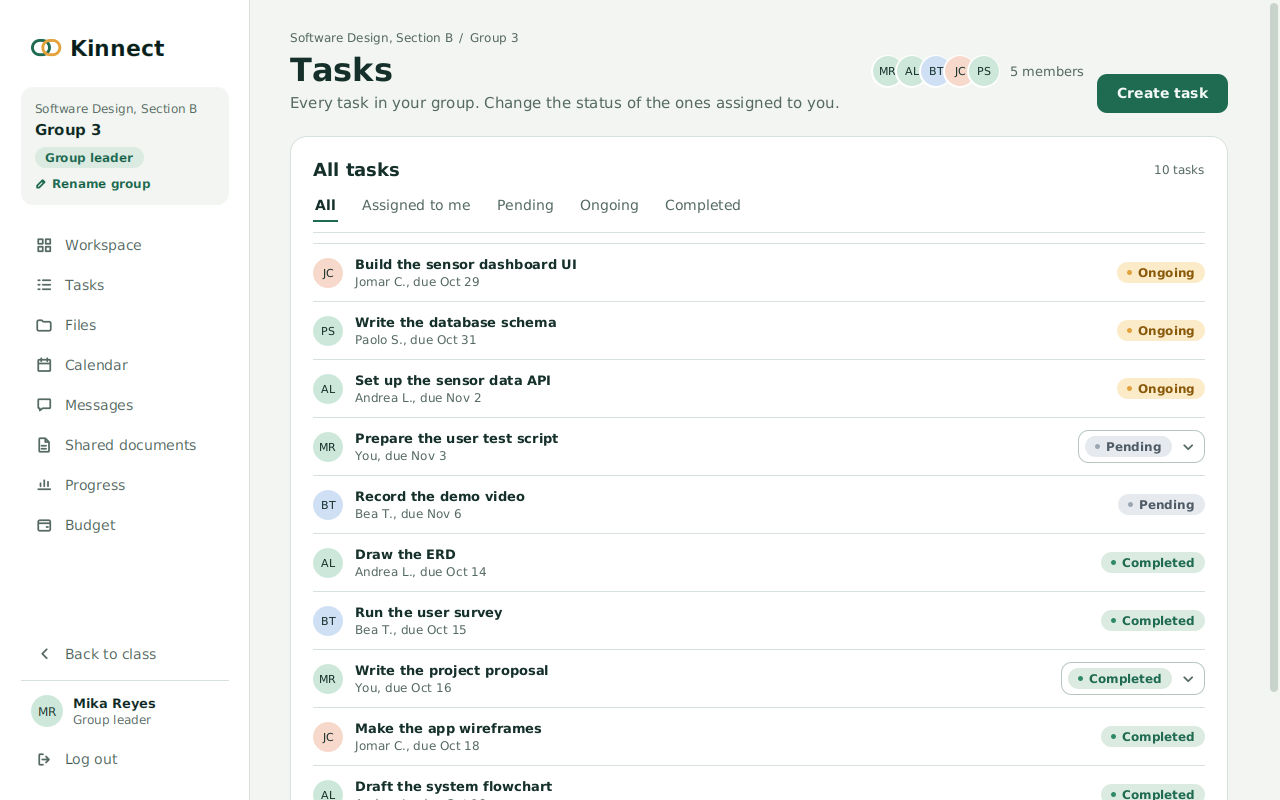 Kinnect
Software Design, Section B
Group 3
Group leader
Rename group
Workspace
Tasks
Files
Calendar
Messages
Shared documents
Progress
Budget
Back to class
MR
Mika Reyes
Group leader
Log out
Software Design, Section B / Group 3
Tasks
Every task in your group. Change the status of the ones assigned to you.
MR AL BT JC PS 5 members
Create task
All tasks
10 tasks
All Assigned to me Pending Ongoing Completed
JC
Build the sensor dashboard UI
Jomar C., due Oct 29
Ongoing
PS
Write the database schema
Paolo S., due Oct 31
Ongoing
AL
Set up the sensor data API
Andrea L., due Nov 2
Ongoing
MR
Prepare the user test script
You, due Nov 3
Pending
BT
Record the demo video
Bea T., due Nov 6
Pending
AL
Draw the ERD
Andrea L., due Oct 14
Completed
BT
Run the user survey
Bea T., due Oct 15
Completed
MR
Write the project proposal
You, due Oct 16
Completed
JC
Make the app wireframes
Jomar C., due Oct 18
Completed
AL
Draft the system flowchart
Completed